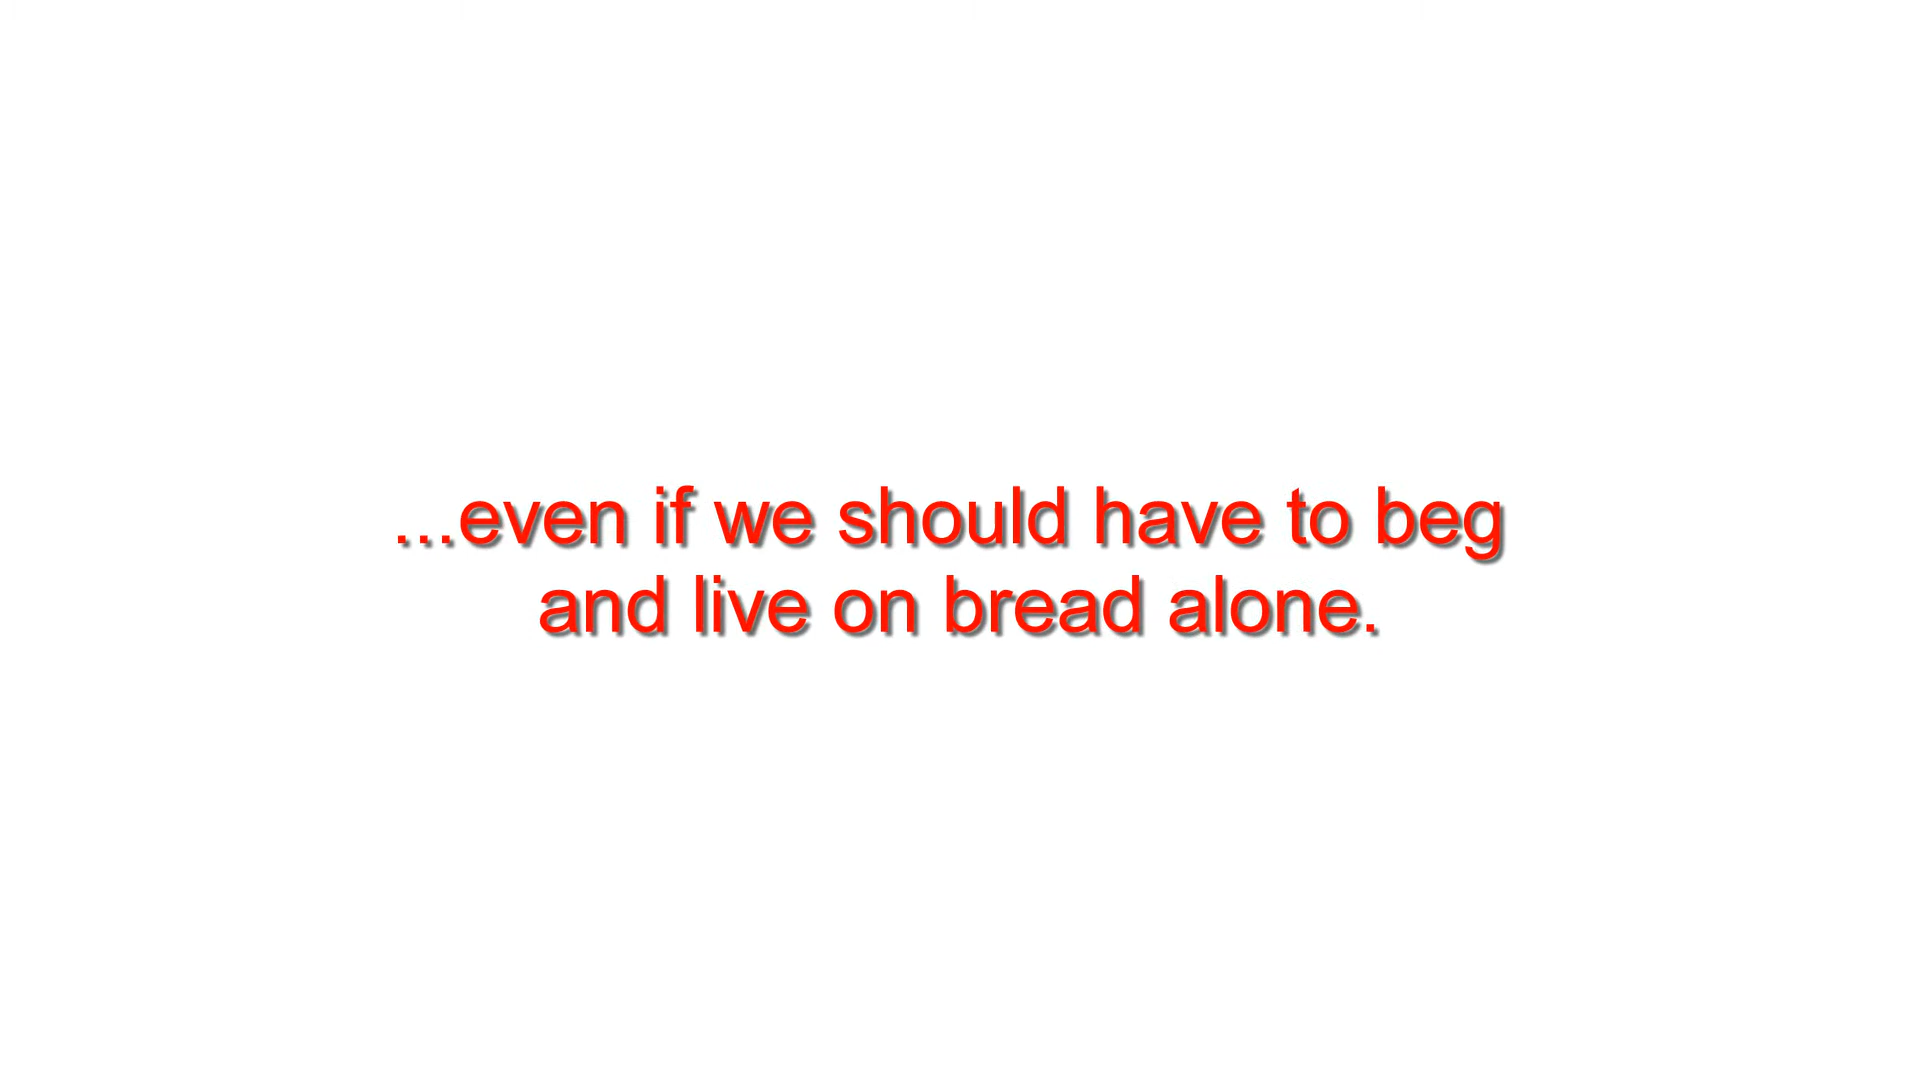 ...even if we should have to beg
and live on bread alone.